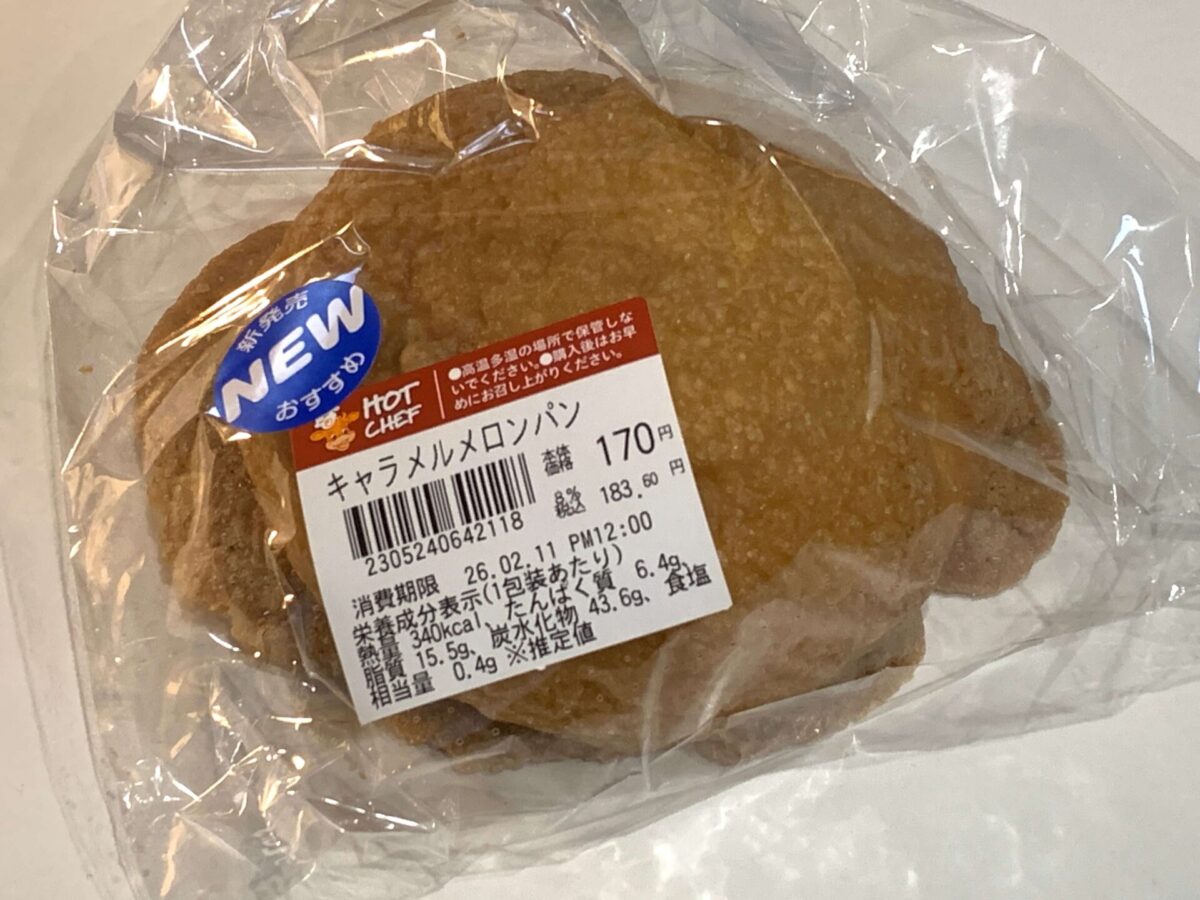 新発売
NEW
おすすめ
HOT
CHEF
●高温多湿の場所で保管しな
いでください。●購入後はお早
めにお召し上がりください。
キャラメルメロンパン
本体
価格 170円
8%
税込 183.60 円
2305240642118
消費期限 26.02.11 PM12:00
栄養成分表示(1包装あたり)
熱量 340kcal、たんぱく質 6.4g、
脂質 15.5g、炭水化物 43.6g、食塩
相当量 0.4g ※推定値